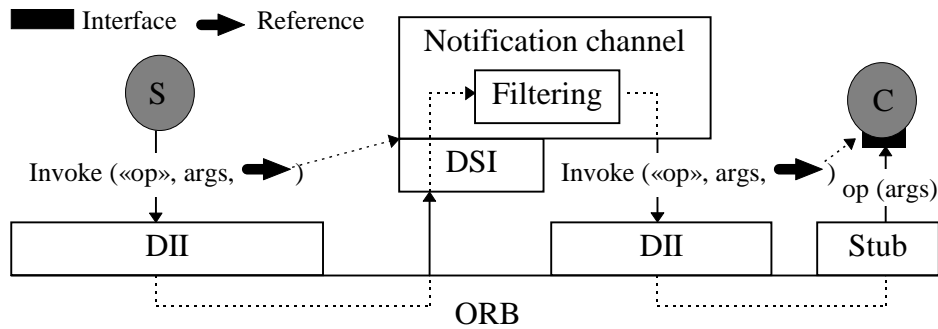 Interface Reference
Notification channel
S Filtering C
Invoke («op», args, ) DSI Invoke («op», args, )
op (args)
DII DII Stub
ORB